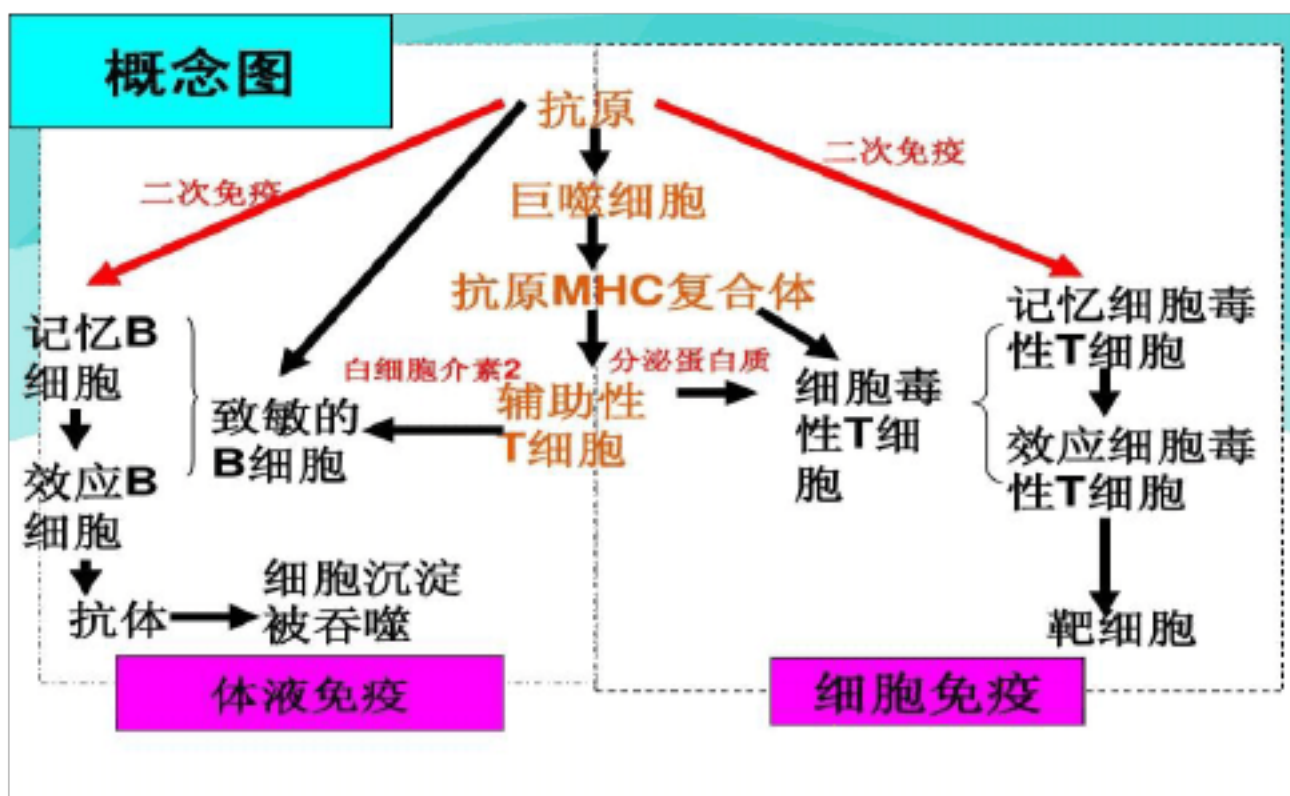 概念图
抗原
二次免疫
二次免疫
巨噬细胞
抗原MHC复合体
记忆B
细胞
白细胞介素2
分泌蛋白质
记忆细胞毒
性T细胞
致敏的
B细胞
辅助性
T细胞
细胞毒
性T细
胞
效应B
细胞
效应细胞毒
性T细胞
抗体
细胞沉淀
被吞噬
靶细胞
体液免疫
细胞免疫